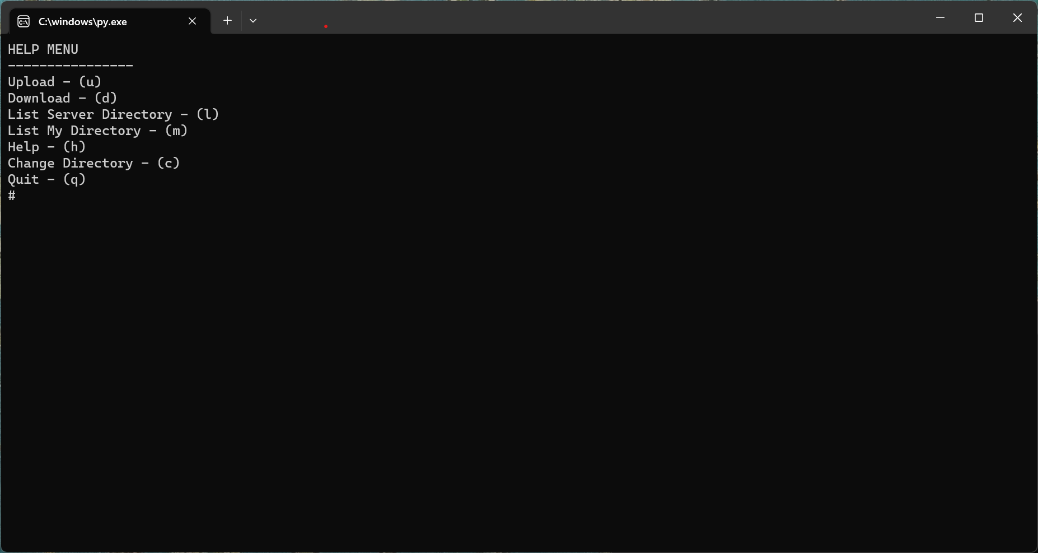 C:\windows\py.exe
HELP MENU
----------------
Upload - (u)
Download - (d)
List Server Directory - (l)
List My Directory - (m)
Help - (h)
Change Directory - (c)
Quit - (q)
#